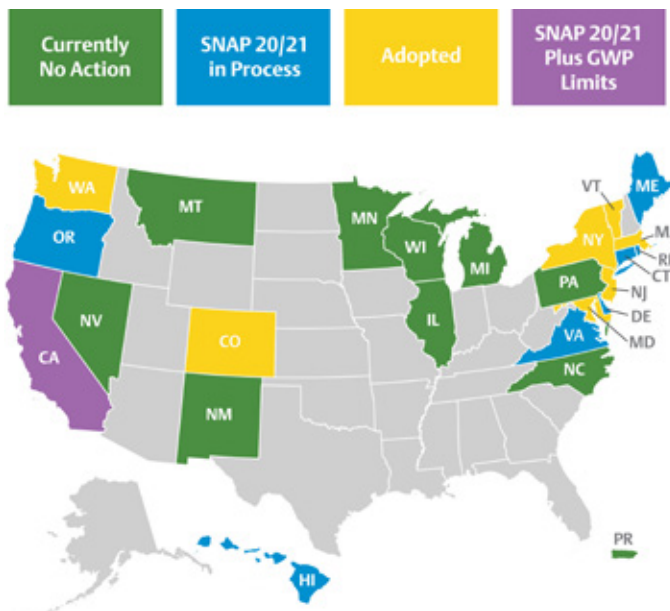 Currently
No Action
SNAP 20/21
in Process
Adopted
SNAP 20/21
Plus GWP
Limits
WA
OR
CA
NV
MT
CO
NM
MN
WI
MI
IL
PA
NY
VT
ME
M
RI
CT
NJ
DE
MD
VA
NC
HI
PR